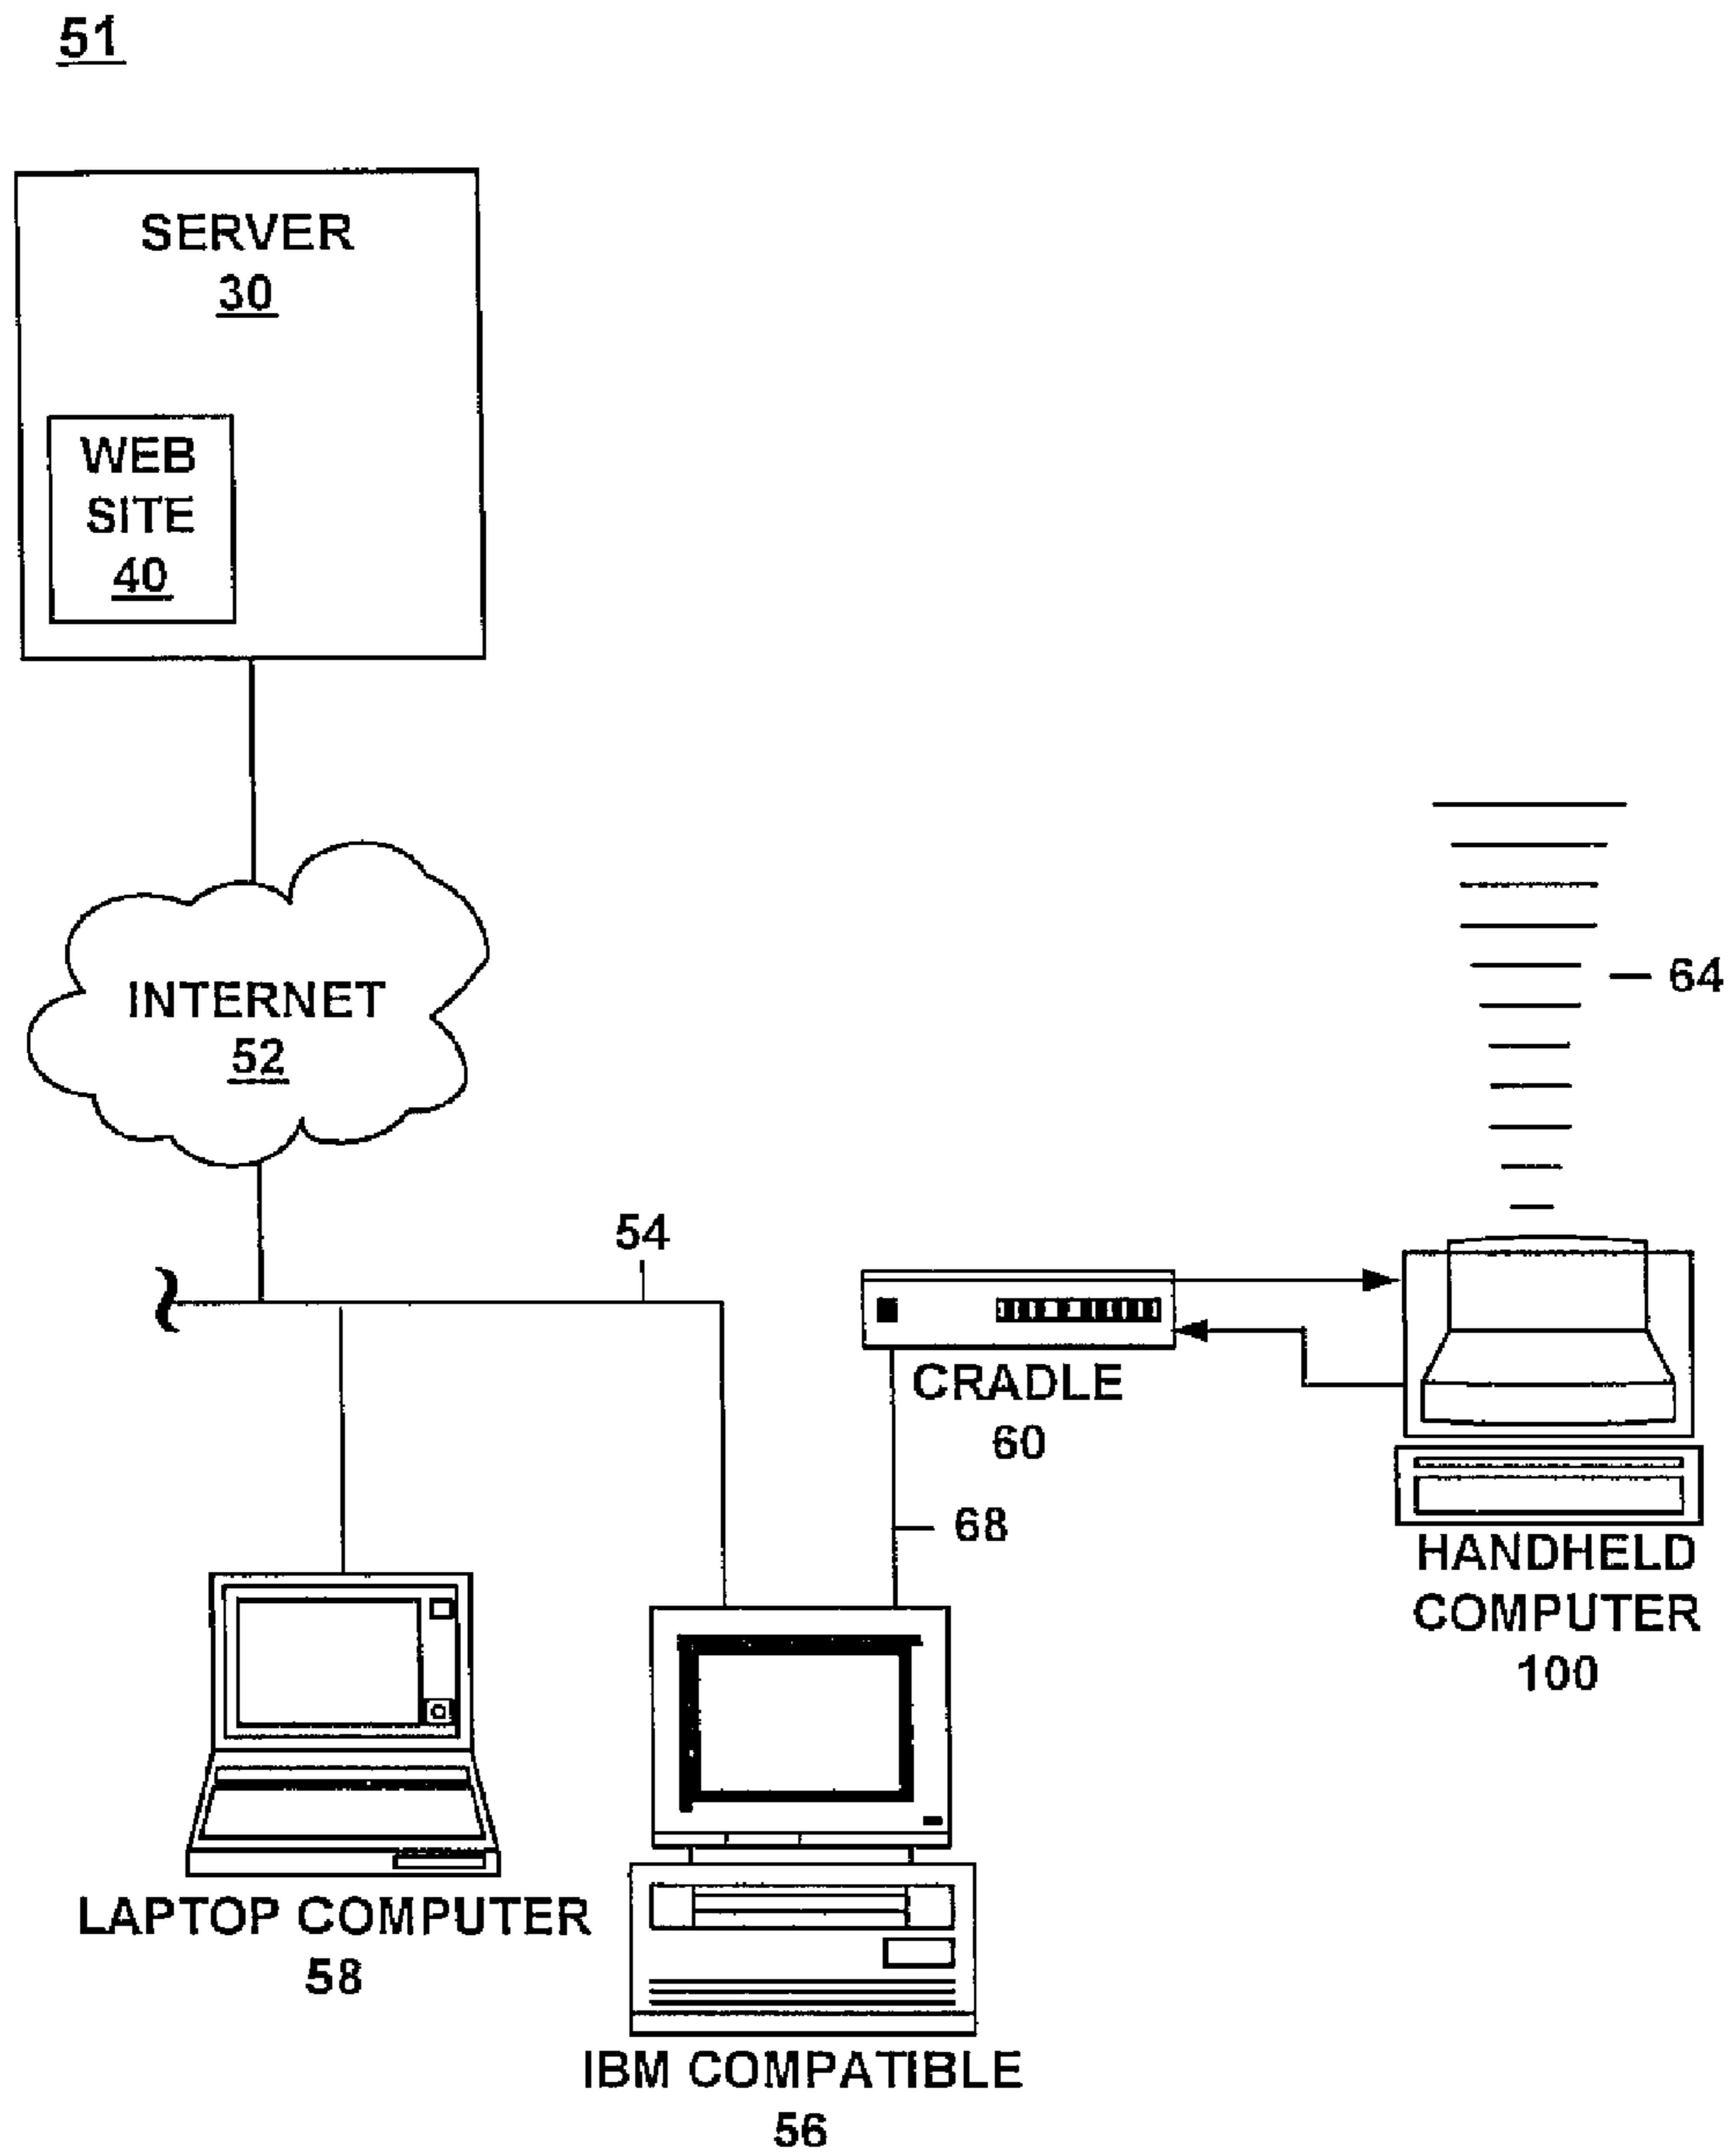 51
SERVER
30
WEB
SITE
40
INTERNET
52
64
54
CRADLE
60
68
HANDHELD
COMPUTER
100
LAPTOP COMPUTER
58
IBM COMPATIBLE
56